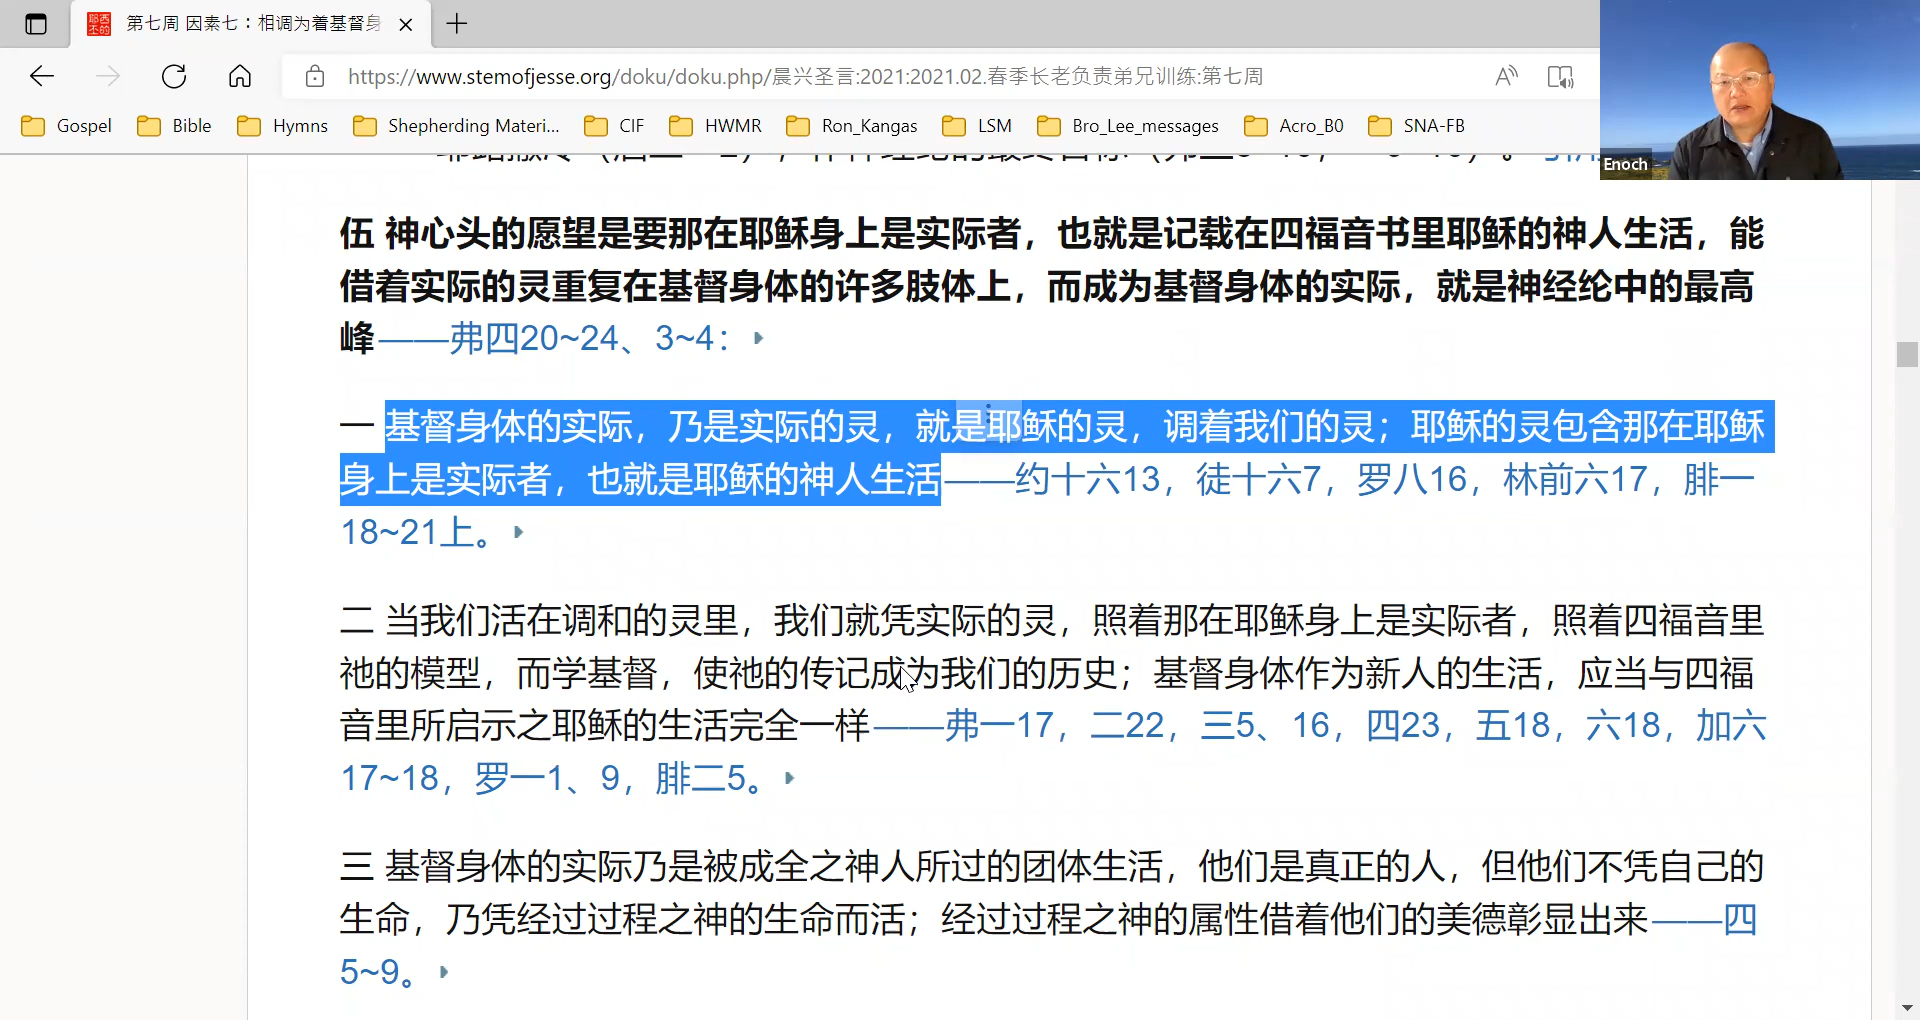 第七周 因素七：相调为着基督身
https://www.stemofjesse.org/doku/doku.php/晨兴圣言:2021:2021.02.春季长老负责弟兄训练:第七周
Gospel Bible Hymns Shepherding Materi... CIF HWMR Ron_Kangas LSM Bro_Lee_messages Acro_B0 SNA-FB
Enoch
伍 神心头的愿望是要那在耶稣身上是实际者，也就是记载在四福音书里耶稣的神人生活，能
借着实际的灵重复在基督身体的许多肢体上，而成为基督身体的实际，就是神经纶中的最高
峰——弗四20~24、3~4：
一 基督身体的实际，乃是实际的灵，就是耶稣的灵，调着我们的灵；耶稣的灵包含那在耶稣
身上是实际者，也就是耶稣的神人生活——约十六13，徒十六7，罗八16，林前六17，腓一
18~21上。
二 当我们活在调和的灵里，我们就凭实际的灵，照着那在耶稣身上是实际者，照着四福音里
祂的模型，而学基督，使祂的传记成为我们的历史；基督身体作为新人的生活，应当与四福
音里所启示之耶稣的生活完全一样——弗一17，二22，三5、16，四23，五18，六18，加六
17~18，罗一1、9，腓二5。
三 基督身体的实际乃是被成全之神人所过的团体生活，他们是真正的人，但他们不凭自己的
生命，乃凭经过过程之神的生命而活；经过过程之神的属性借着他们的美德彰显出来——四
5~9。